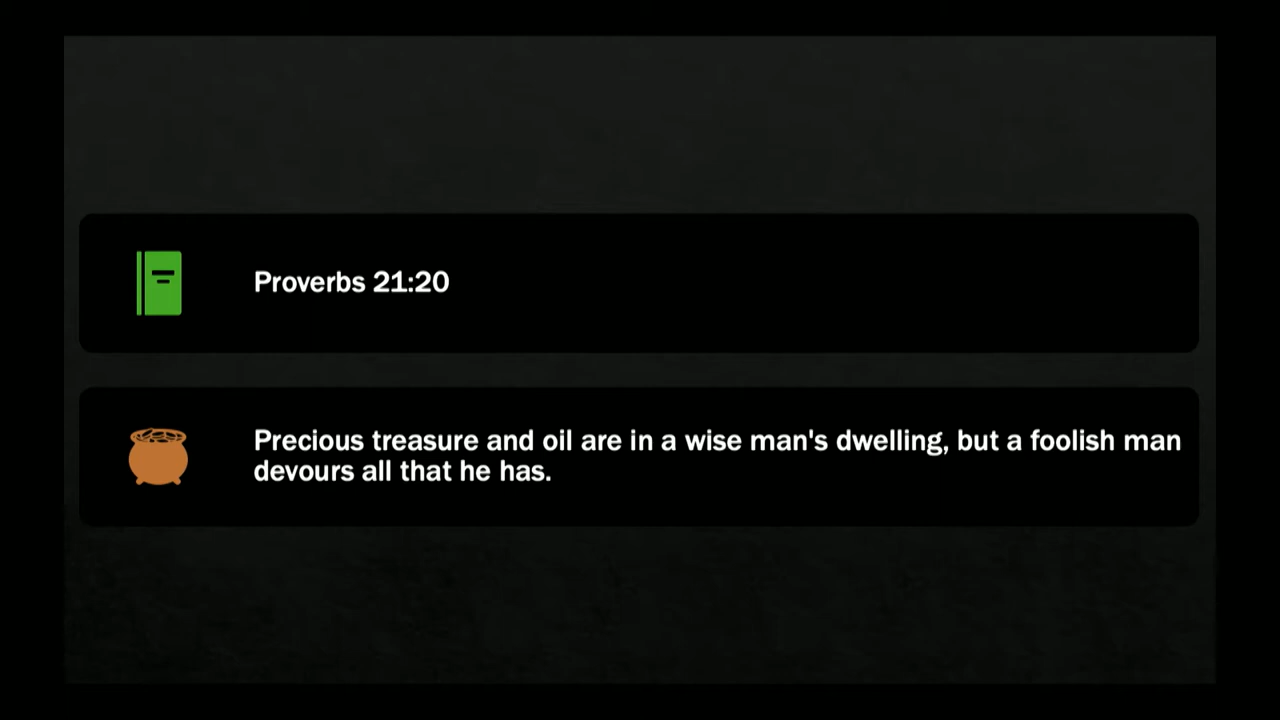 Proverbs 21:20
Precious treasure and oil are in a wise man's dwelling, but a foolish man
devours all that he has.